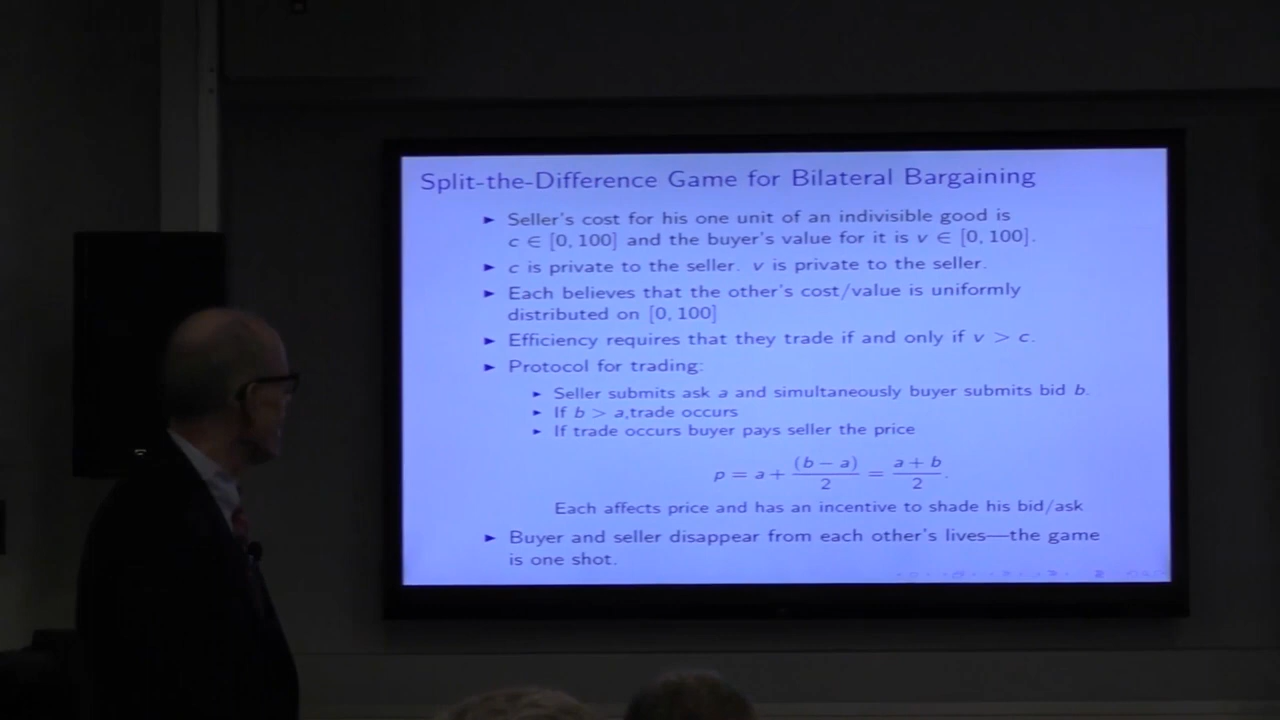 Split-the-Difference Game for Bilateral Bargaining
► Seller's cost for his one unit of an indivisible good is
c ∈ [0, 100] and the buyer's value for it is v ∈ [0, 100].
► c is private to the seller. v is private to the seller.
► Each believes that the other's cost/value is uniformly
distributed on [0, 100]
► Efficiency requires that they trade if and only if v > c.
► Protocol for trading:
► Seller submits ask a and simultaneously buyer submits bid b.
► If b > a,trade occurs
► If trade occurs buyer pays seller the price
p = a + (b − a)/2 = a + b/2.
Each affects price and has an incentive to shade his bid/ask
► Buyer and seller disappear from each other's lives—the game
is one shot.